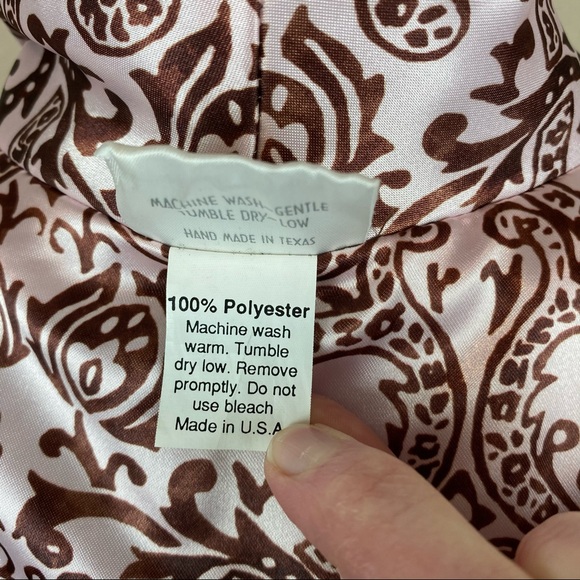 MACHINE WASH-GENTLE
TUMBLE DRY-LOW
HAND MADE IN TEXAS
100% Polyester
Machine wash
warm. Tumble
dry low. Remove
promptly. Do not
use bleach
Made in U.S.A